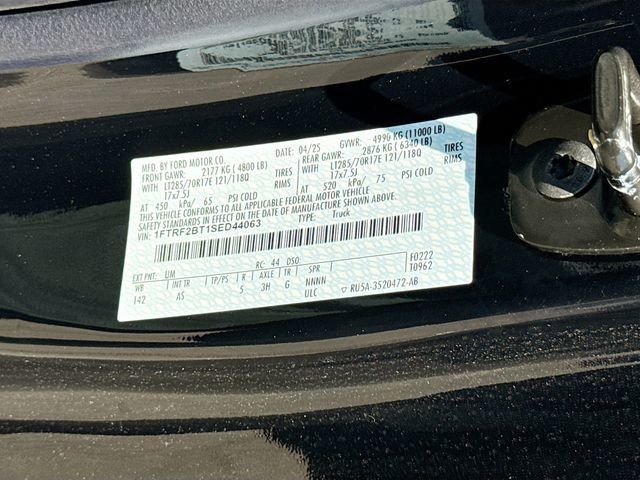 MFD. BY FORD MOTOR CO. 04/25 GVWR: 4990 KG (11000 LB)
FRONT GAWR: 2177 KG ( 4800 LB) REAR GAWR: 2876 KG ( 6340 LB)
WITH LT285/70R17E 121/118Q TIRES WITH LT285/70R17E 121/118Q TIRES
17x7.5J RIMS 17x7.5J RIMS
AT 450 kPa/ 65 PSI COLD AT 520 kPa/ 75 PSI COLD
THIS VEHICLE CONFORMS TO ALL APPLICABLE FEDERAL MOTOR VEHICLE
SAFETY STANDARDS IN EFFECT ON THE DATE OF MANUFACTURE SHOWN ABOVE.
VIN: 1FTRF2BT1SED44063 TYPE: Truck
F0222
T0962
EXT PNT: UM RC: 44 DSO:
WB INT TR TP/PS R AXLE TR SPR
142 AS 5 3H G NNNN
ULC ▽ RU5A-3520472-AB